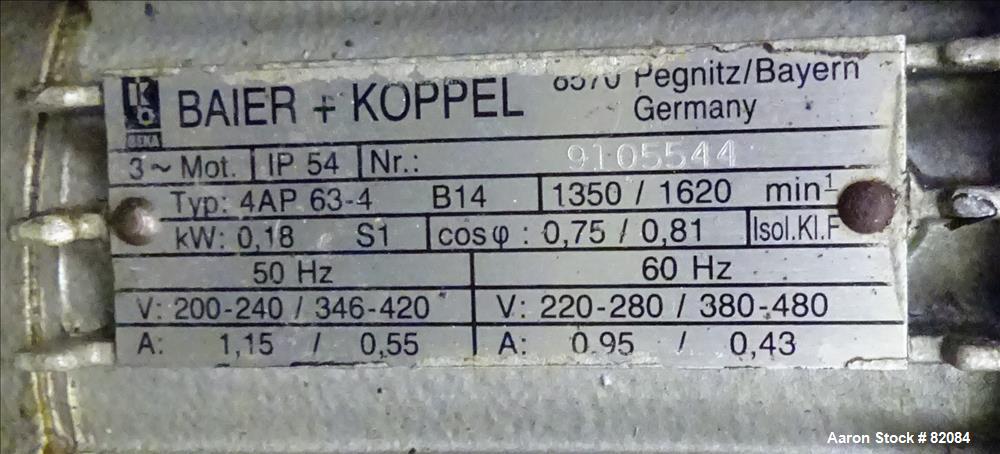 BEKA BAIER + KÖPPEL 8570 Pegnitz/Bayern
Germany
3~ Mot. IP 54 Nr.: 9105544
Typ: 4AP 63-4 B14 1350 / 1620 min-1
kW: 0,18 S1 cosφ : 0,75 / 0,81 Isol.Kl.F
50 Hz 60 Hz
V: 200-240 / 346-420 V: 220-280 / 380-480
A: 1,15 / 0,55 A: 0 95 / 0,43
Aaron Stock # 82084